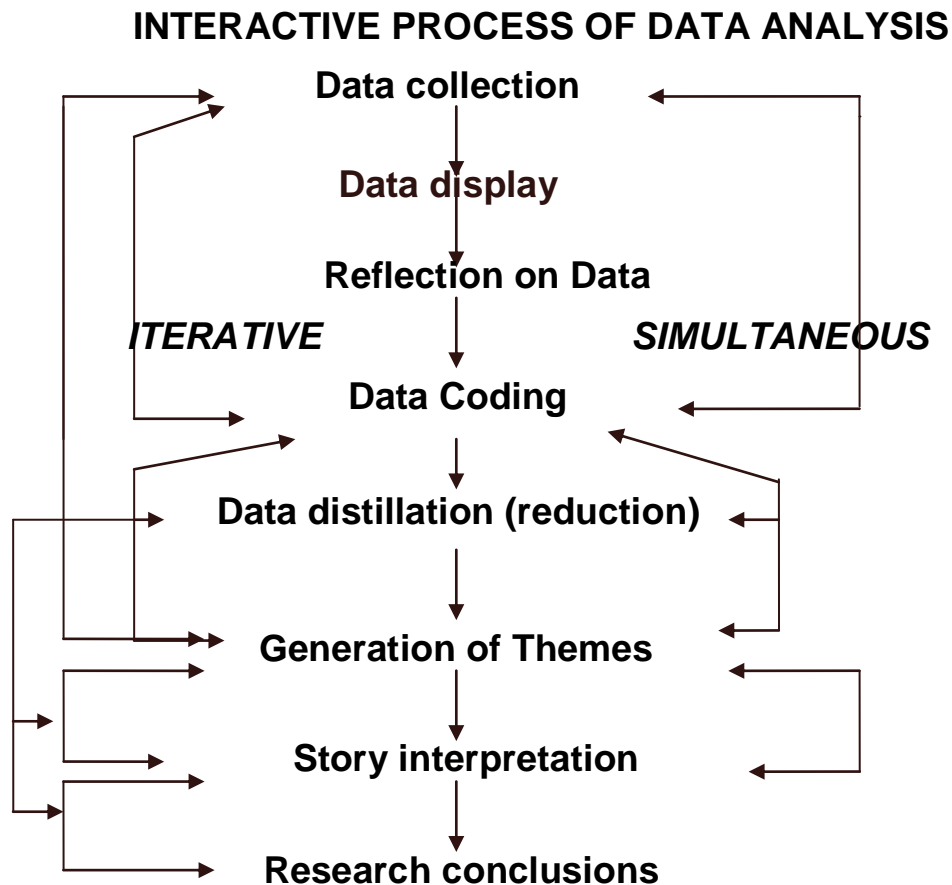 INTERACTIVE PROCESS OF DATA ANALYSIS
Data collection
Data display
Reflection on Data
ITERATIVE
SIMULTANEOUS
Data Coding
Data distillation (reduction)
Generation of Themes
Story interpretation
Research conclusions